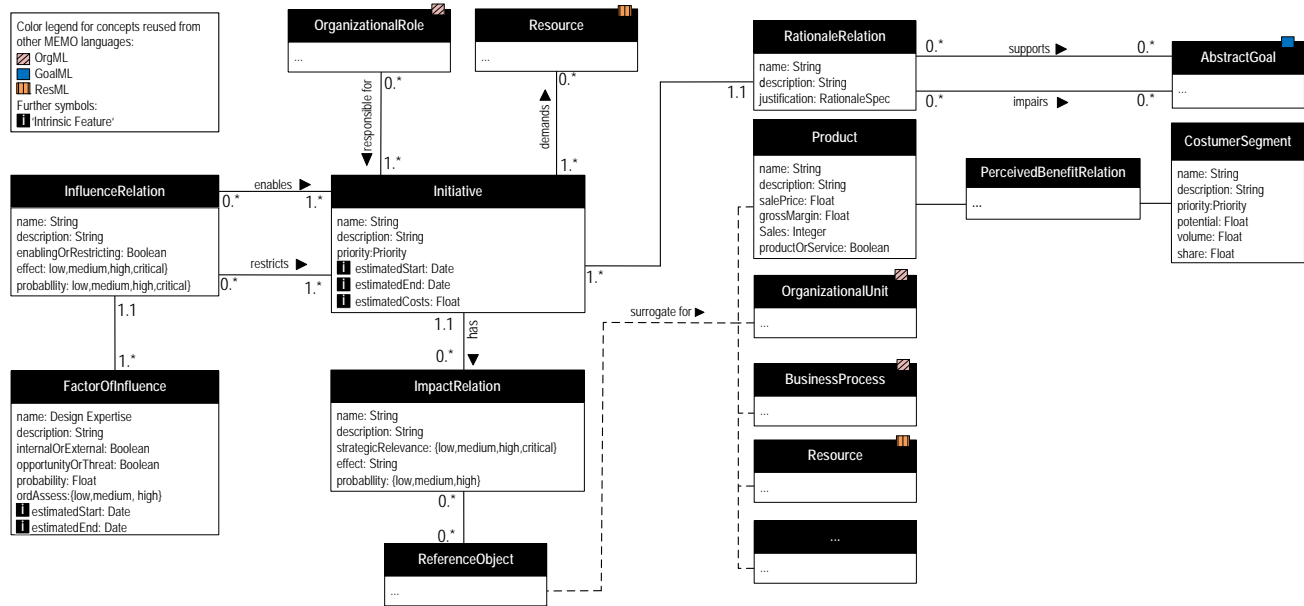 Color legend for concepts reused from
other MEMO languages:
OrgML
GoalML
ResML
Further symbols:
i 'Intrinsic Feature'
OrganizationalRole
...
Resource
...
RationaleRelation
name: String
description: String
justification: RationaleSpec
0.* supports 0.*
0.* impairs 0.*
AbstractGoal
...
0.*
responsible for
1.*
0.*
demands
1.*
1.1
1.*
InfluenceRelation
name: String
description: String
enablingOrRestricting: Boolean
effect: low,medium,high,critical}
probabllity: low,medium,high,critical}
enables
0.* 1.*
restricts
0.* 1.*
Initiative
name: String
description: String
priority:Priority
i estimatedStart: Date
i estimatedEnd: Date
i estimatedCosts: Float
Product
name: String
description: String
salePrice: Float
grossMargin: Float
Sales: Integer
productOrService: Boolean
PerceivedBenefitRelation
...
CostumerSegment
name: String
description: String
priority:Priority
potential: Float
volume: Float
share: Float
1.1
1.*
FactorOfInfluence
name: Design Expertise
description: String
internalOrExternal: Boolean
opportunityOrThreat: Boolean
probability: Float
ordAssess:{low,medium, high}
i estimatedStart: Date
i estimatedEnd: Date
1.1
has
0.*
ImpactRelation
name: String
description: String
strategicRelevance: {low,medium,high,critical}
effect: String
probabllity: {low,medium,high}
0.*
0.*
ReferenceObject
...
surrogate for
OrganizationalUnit
...
BusinessProcess
...
Resource
...
...
...